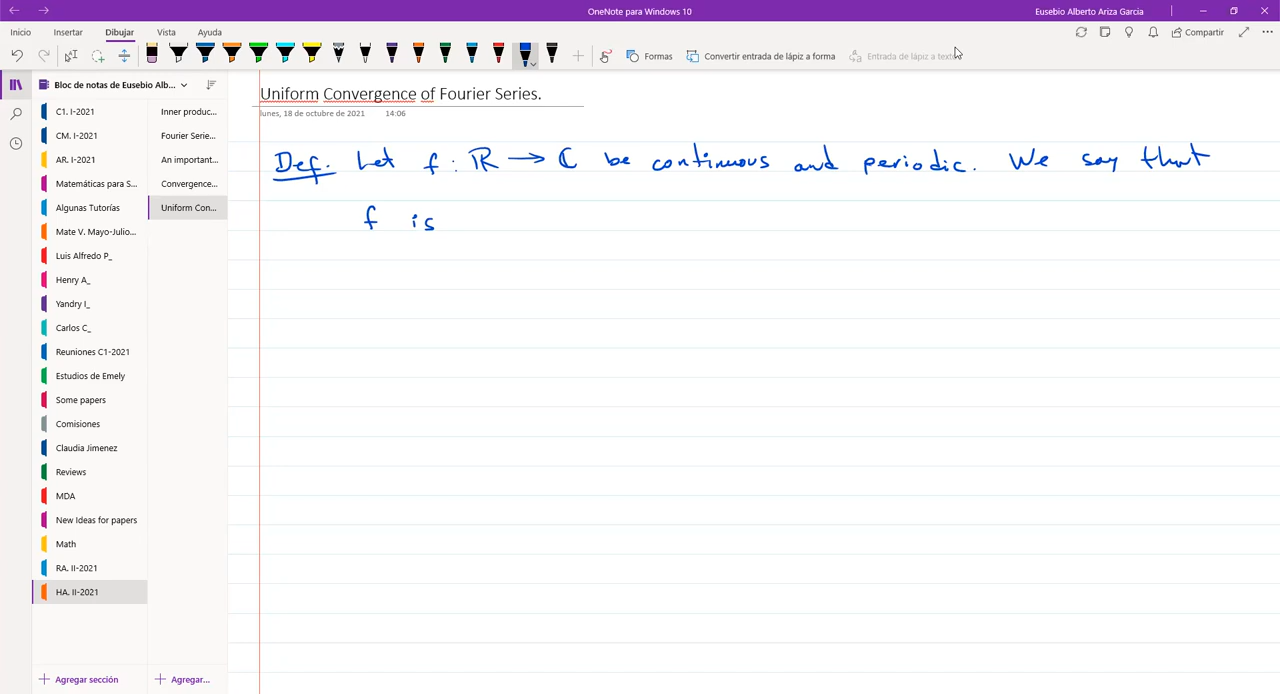 OneNote para Windows 10
Eusebio Alberto Ariza Garcia
Inicio
Insertar
Dibujar
Vista
Ayuda
Compartir
Formas
Convertir entrada de lápiz a forma
Entrada de lápiz a texto
Bloc de notas de Eusebio Alb...
C1. I-2021
CM. I-2021
AR. I-2021
Matemáticas para S...
Algunas Tutorías
Mate V. Mayo-Julio...
Luis Alfredo P_
Henry A_
Yandry I_
Carlos C_
Reuniones C1-2021
Estudios de Emely
Some papers
Comisiones
Claudia Jimenez
Reviews
MDA
New Ideas for papers
Math
RA. II-2021
HA. II-2021
Agregar sección
Inner produc...
Fourier Serie...
An important...
Convergence...
Uniform Con...
Agregar...
Uniform Convergence of Fourier Series.
lunes, 18 de octubre de 2021 14:06
Def. Let f : ℝ → ℂ be continuous and periodic. We say that
f is